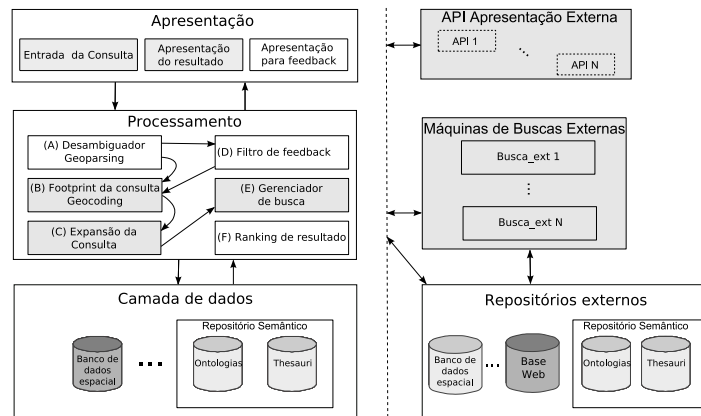 Apresentação
Entrada da Consulta
Apresentação
do resultado
Apresentação
para feedback
Processamento
(A) Desambiguador
Geoparsing
(D) Filtro de feedback
(B) Footprint da consulta
Geocoding
(E) Gerenciador
de busca
(C) Expansão da
Consulta
(F) Ranking de resultado
Camada de dados
Banco de
dados
espacial
Repositório Semântico
Ontologias
Thesauri
API Apresentação Externa
API 1
API N
Máquinas de Buscas Externas
Busca_ext 1
Busca_ext N
Repositórios externos
Banco de
dados
espacial
Base
Web
Repositório Semântico
Ontologias
Thesauri